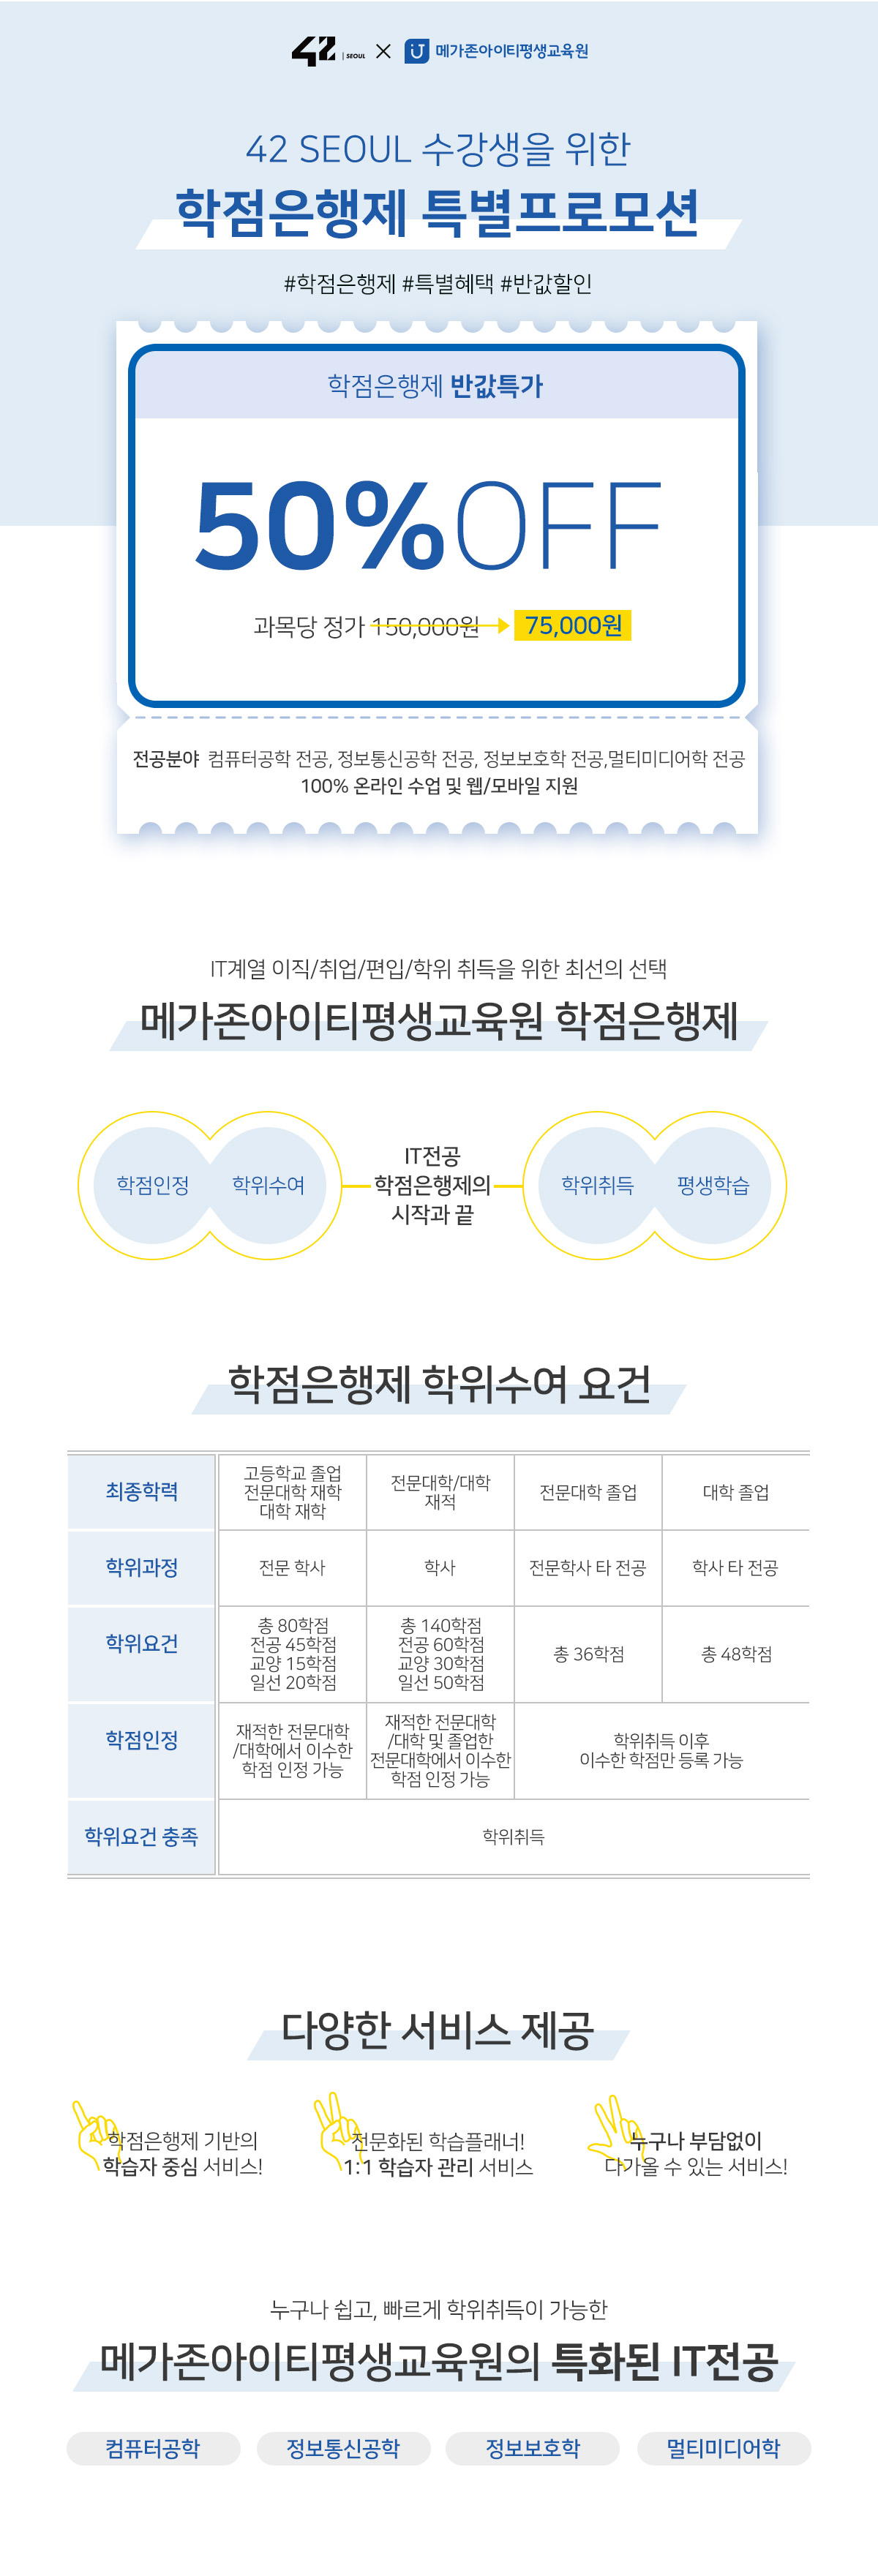 42 | SEOUL × 메가존아이티평생교육원
42 SEOUL 수강생을 위한
학점은행제 특별프로모션
#학점은행제 #특별혜택 #반값할인
학점은행제 반값특가
50%OFF
과목당 정가 150,000원 75,000원
전공분야 컴퓨터공학 전공, 정보통신공학 전공, 정보보호학 전공,멀티미디어학 전공
100% 온라인 수업 및 웹/모바일 지원
IT계열 이직/취업/편입/학위 취득을 위한 최선의 선택
메가존아이티평생교육원 학점은행제
학점인정 학위수여
IT전공
학점은행제의
시작과 끝
학위취득 평생학습
학점은행제 학위수여 요건
최종학력
고등학교 졸업
전문대학 재학
대학 재학
전문대학/대학
재적
전문대학 졸업
대학 졸업
학위과정
전문 학사
학사
전문학사 타 전공
학사 타 전공
학위요건
총 80학점
전공 45학점
교양 15학점
일선 20학점
총 140학점
전공 60학점
교양 30학점
일선 50학점
총 36학점
총 48학점
학점인정
재적한 전문대학
/대학에서 이수한
학점 인정 가능
재적한 전문대학
/대학 및 졸업한
전문대학에서 이수한
학점 인정 가능
학위취득 이후
이수한 학점만 등록 가능
학위요건 충족
학위취득
다양한 서비스 제공
학점은행제 기반의
학습자 중심 서비스!
전문화된 학습플래너!
1:1 학습자 관리 서비스
누구나 부담없이
다가올 수 있는 서비스!
누구나 쉽고, 빠르게 학위취득이 가능한
메가존아이티평생교육원의 특화된 IT전공
컴퓨터공학
정보통신공학
정보보호학
멀티미디어학